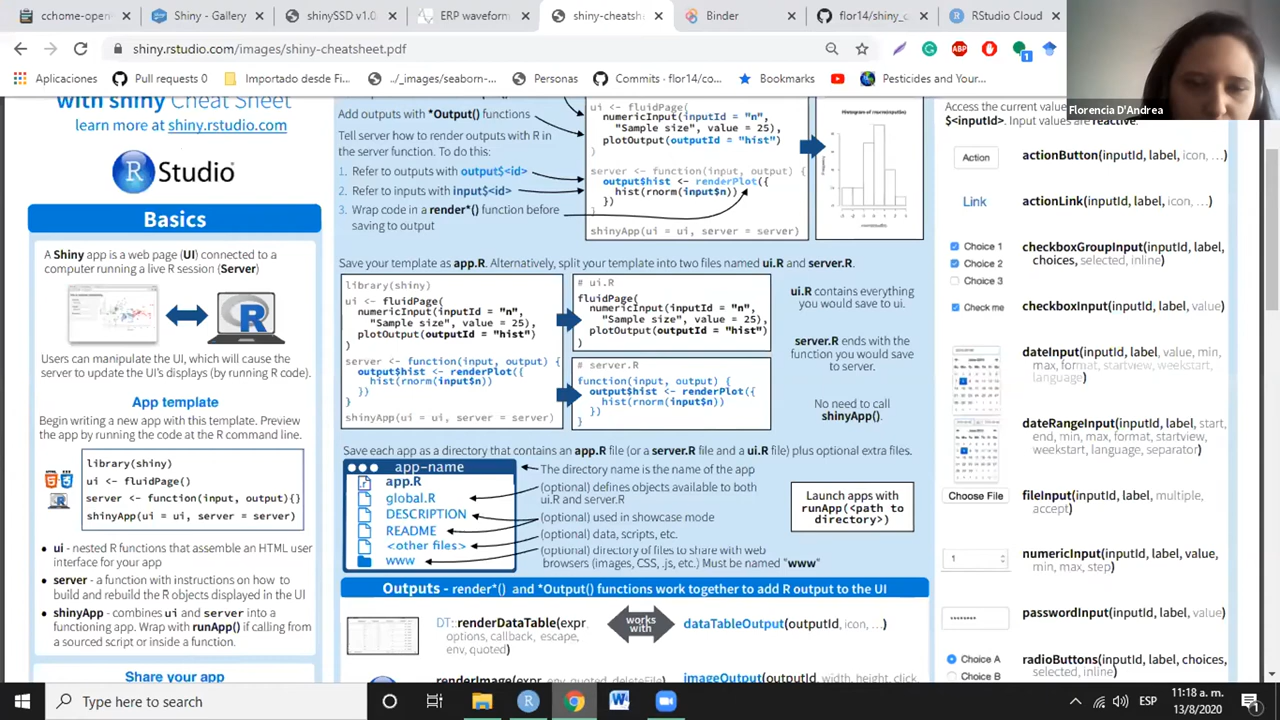 cchome-open
Shiny - Gallery
shinySSD v1.0
ERP waveform
shiny-cheatsh
Binder
flor14/shiny_c
RStudio Cloud
shiny.rstudio.com/images/shiny-cheatsheet.pdf
ABP
1
Aplicaciones
Pull requests 0
Importado desde Fi...
../_images/seaborn-...
Personas
Commits · flor14/co...
Bookmarks
Pesticides and Your...
Florencia D'Andrea
with shiny Cheat Sheet
learn more at shiny.rstudio.com
R Studio
Basics
A Shiny app is a web page (UI) connected to a
computer running a live R session (Server)
Users can manipulate the UI, which will cause the
server to update the UI's displays (by running R code).
App template
Begin writing a new app with this template. Preview
the app by running the code at the R command line.
library(shiny)
ui <- fluidPage()
server <- function(input, output){}
shinyApp(ui = ui, server = server)
• ui - nested R functions that assemble an HTML user
interface for your app
• server - a function with instructions on how to
build and rebuild the R objects displayed in the UI
• shinyApp - combines ui and server into a
functioning app. Wrap with runApp() if calling
from a sourced script or inside a function.
Share your app
Add outputs with *Output() functions
Tell server how to render outputs with R in
the server function. To do this:
1. Refer to outputs with output$<id>
2. Refer to inputs with input$<id>
3. Wrap code in a render*() function before
saving to output
ui <- fluidPage(
numericInput(inputId = "n",
"Sample size", value = 25),
plotOutput(outputId = "hist")
)
server <- function(input, output) {
output$hist <- renderPlot({
hist(rnorm(input$n))
})
}
shinyApp(ui = ui, server = server)
Save your template as app.R. Alternatively, split your template into two files named ui.R and server.R.
library(shiny)
ui <- fluidPage(
numericInput(inputId = "n",
"Sample size", value = 25),
plotOutput(outputId = "hist")
)
server <- function(input, output) {
output$hist <- renderPlot({
hist(rnorm(input$n))
})
}
shinyApp(ui = ui, server = server)
# ui.R
fluidPage(
numericInput(inputId = "n",
"Sample size", value = 25),
plotOutput(outputId = "hist")
)
# server.R
function(input, output) {
output$hist <- renderPlot({
hist(rnorm(input$n))
})
}
ui.R contains everything
you would save to ui.
server.R ends with the
function you would save
to server.
No need to call
shinyApp().
Save each app as a directory that contains an app.R file (or a server.R file and a ui.R file) plus optional extra files.
app-name
app.R
global.R
DESCRIPTION
README
<other files>
www
The directory name is the name of the app
(optional) defines objects available to both
ui.R and server.R
(optional) used in showcase mode
(optional) data, scripts, etc.
(optional) directory of files to share with web
browsers (images, CSS, .js, etc.) Must be named "www"
Launch apps with
runApp(<path to
directory>)
Outputs - render*() and *Output() functions work together to add R output to the UI
DT::renderDataTable(expr,
options, callback, escape,
env, quoted)
works
with
dataTableOutput(outputId, icon, ...)
renderImage(expr, env, quoted, deleteFile)
imageOutput(outputId, width, height, click,
Access the current valu
$<inputId>. Input values are reactive.
Action
actionButton(inputId, label, icon, ...)
Link
actionLink(inputId, label, icon, ...)
Choice 1
Choice 2
Choice 3
checkboxGroupInput(inputId, label,
choices, selected, inline)
Check me
checkboxInput(inputId, label, value)
dateInput(inputId, label, value, min,
max, format, startview, weekstart,
language)
dateRangeInput(inputId, label, start,
end, min, max, format, startview,
weekstart, language, separator)
Choose File
fileInput(inputId, label, multiple,
accept)
1
numericInput(inputId, label, value,
min, max, step)
passwordInput(inputId, label, value)
Choice A
Choice B
radioButtons(inputId, label, choices,
selected, inline)
Type here to search
ESP
11:18 a. m.
13/8/2020
1